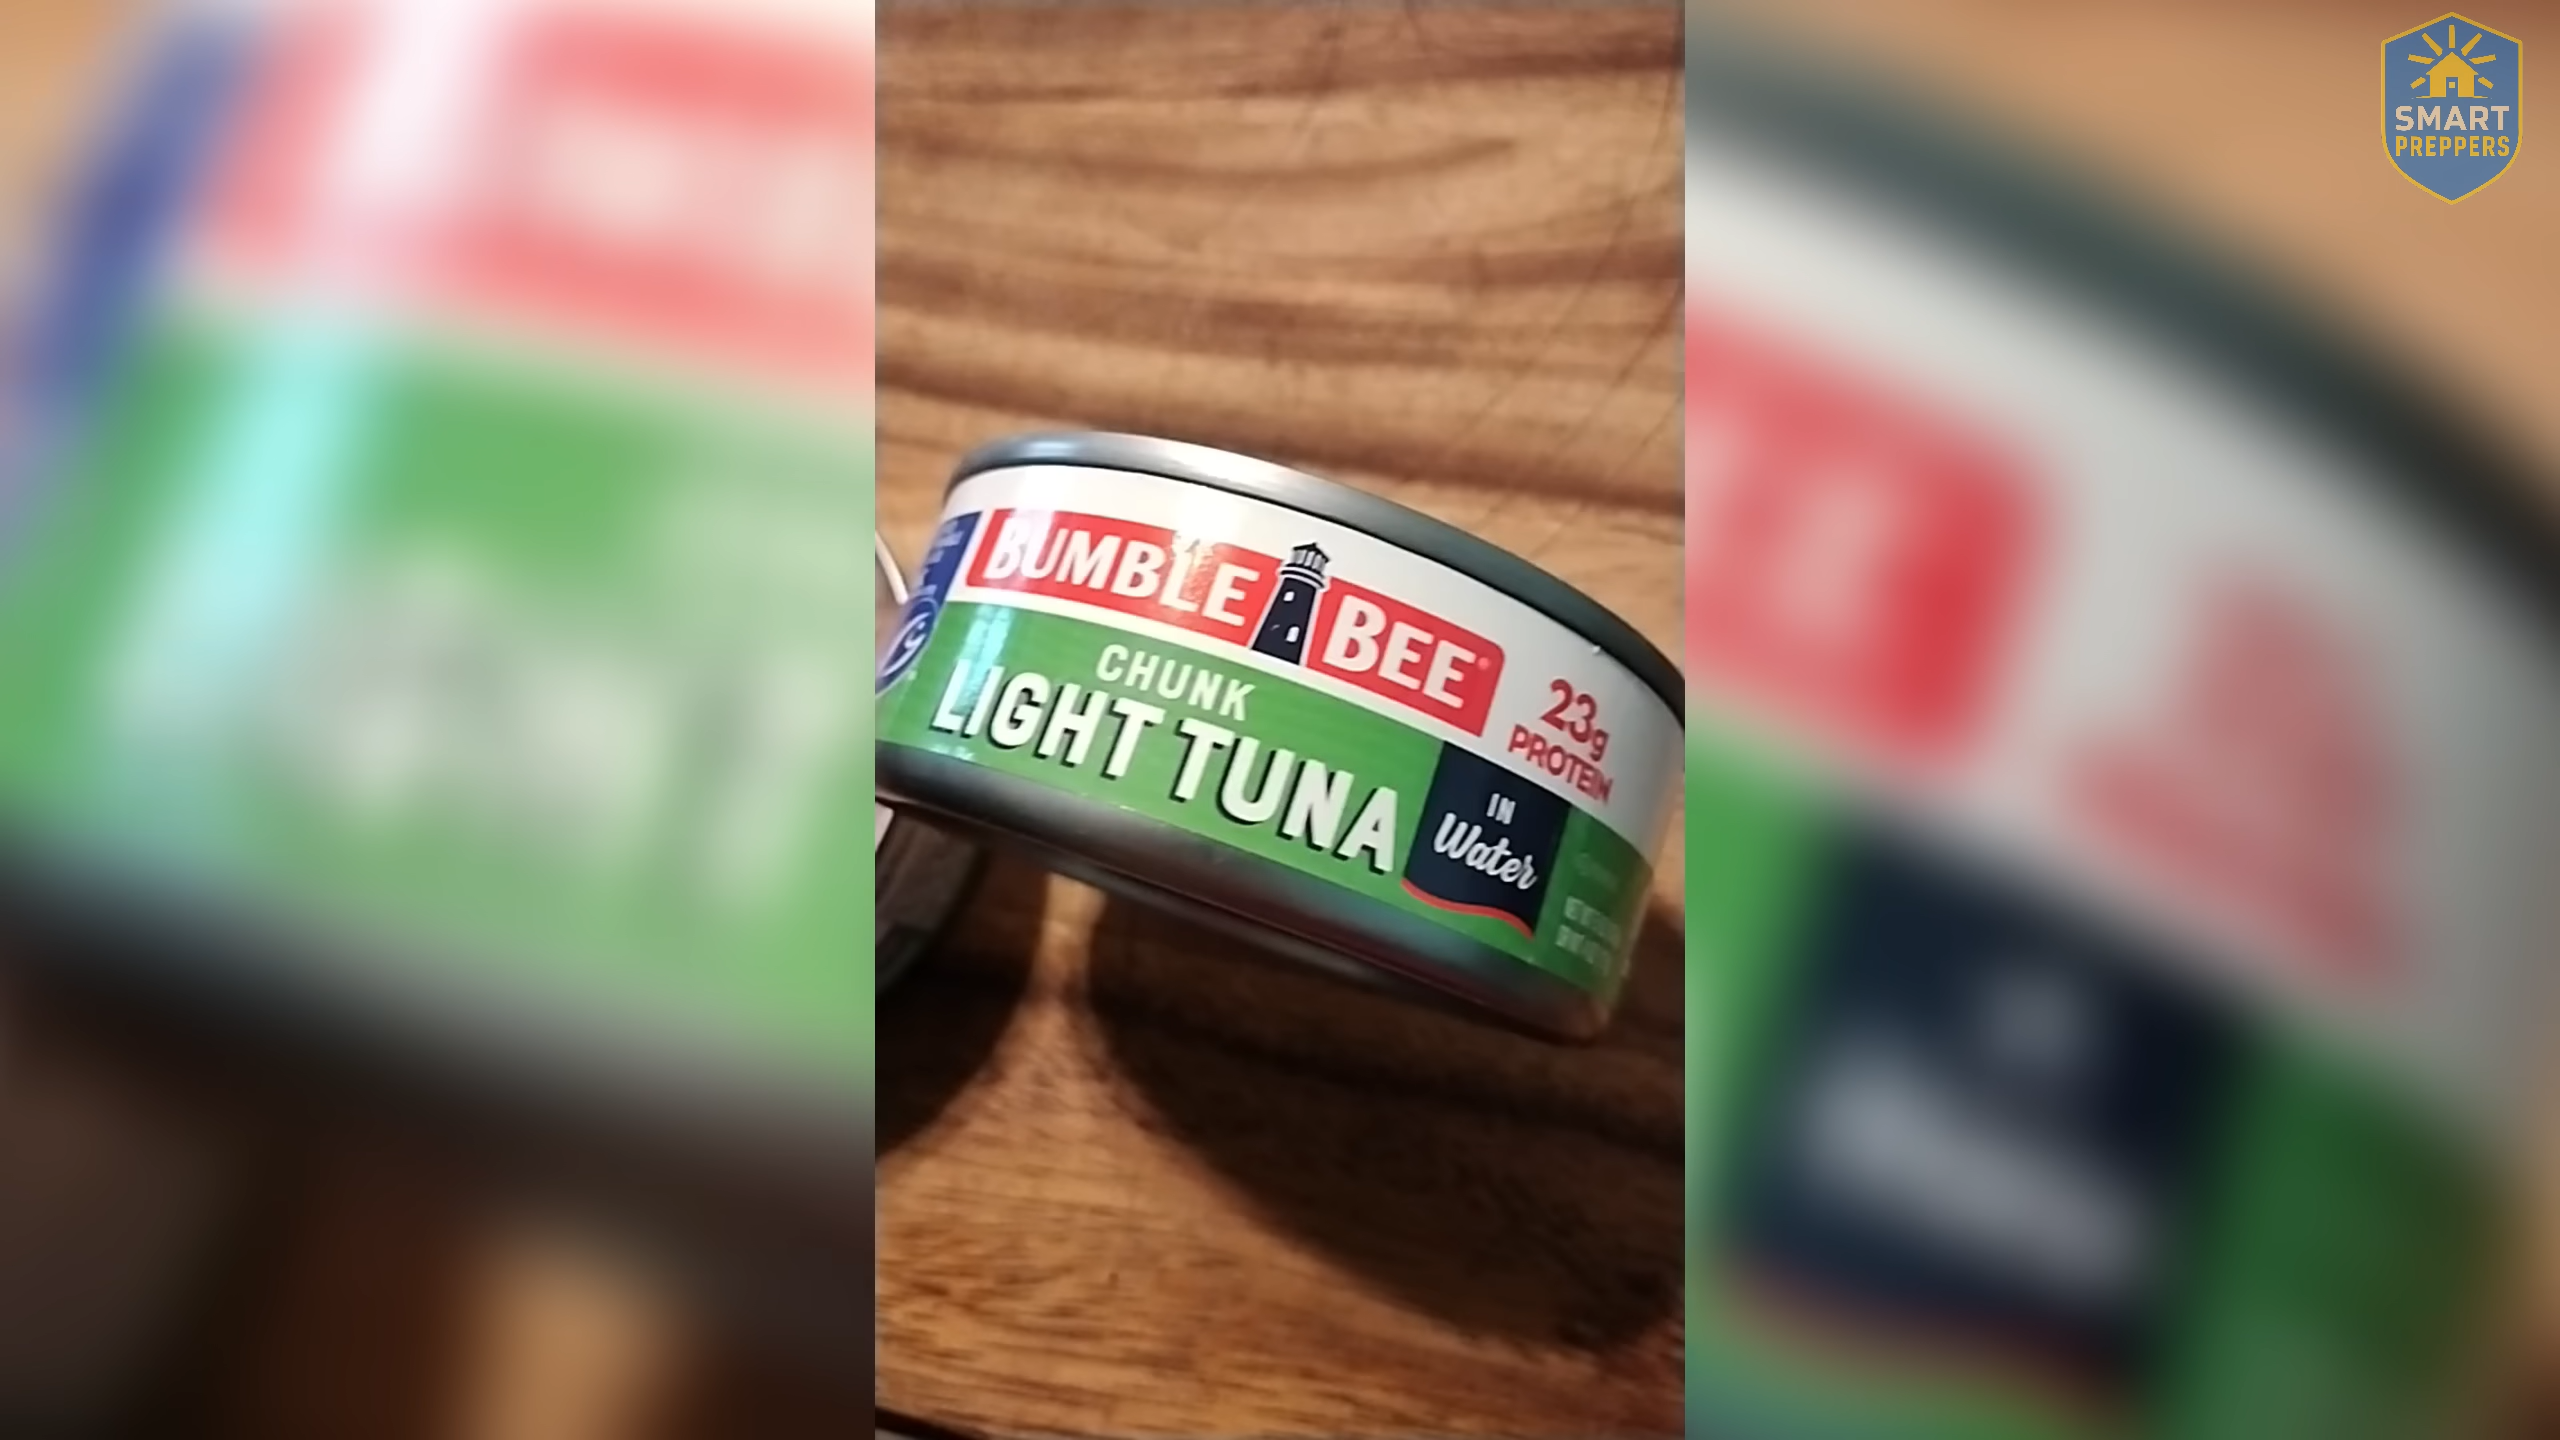 SMART
PREPPERS
BUMBLE BEE
CHUNK
LIGHT TUNA
23g
PROTEIN
IN
Water